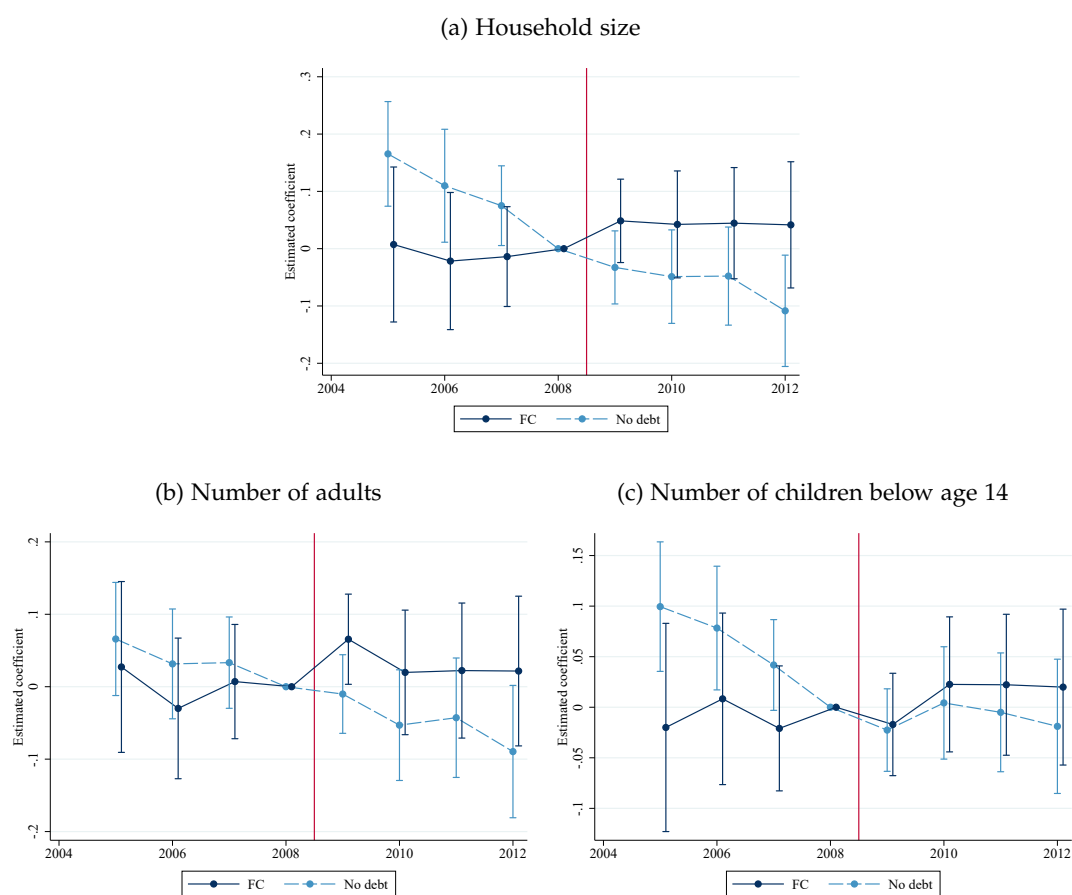 (a) Household size
.3
.2
.1
0
-.1
-.2
Estimated coefficient
2004 2006 2008 2010 2012
FC No debt
(b) Number of adults
.2
.1
0
-.1
-.2
Estimated coefficient
2004 2006 2008 2010 2012
FC No debt
(c) Number of children below age 14
.15
.1
.05
0
-.05
-.1
Estimated coefficient
2004 2006 2008 2010 2012
FC No debt